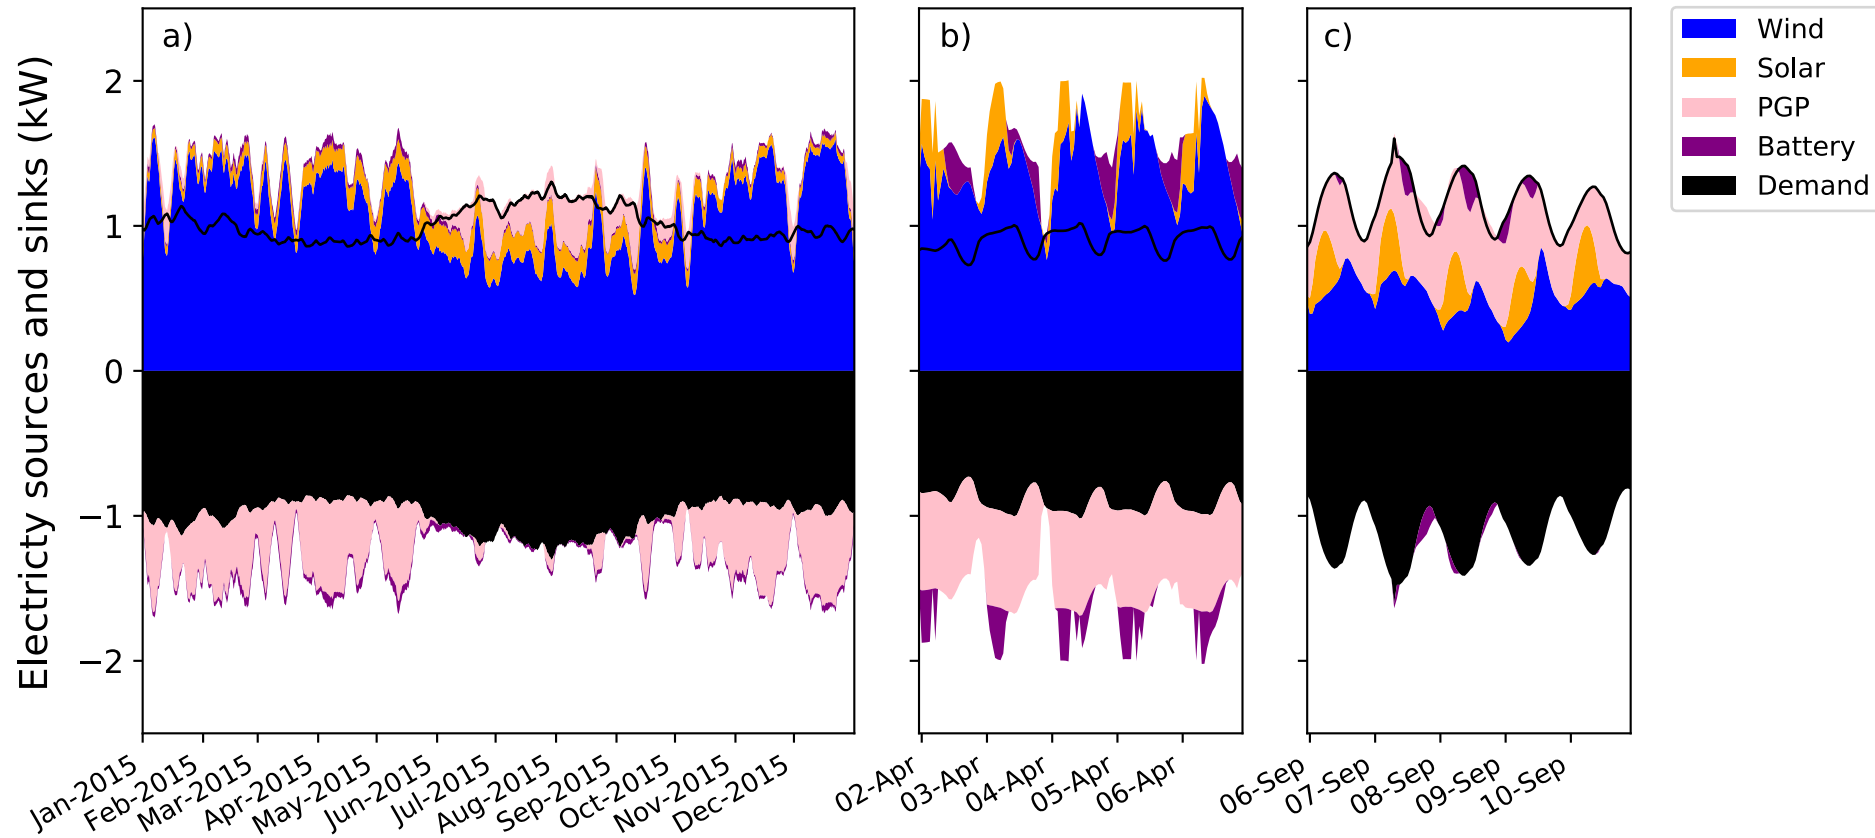 Electricity sources and sinks (kW)
a)
b)
c)
2
1
0
−1
−2
Jan-2015
Feb-2015
Mar-2015
Apr-2015
May-2015
Jun-2015
Jul-2015
Aug-2015
Sep-2015
Oct-2015
Nov-2015
Dec-2015
02-Apr
03-Apr
04-Apr
05-Apr
06-Apr
06-Sep
07-Sep
08-Sep
09-Sep
10-Sep
Wind
Solar
PGP
Battery
Demand